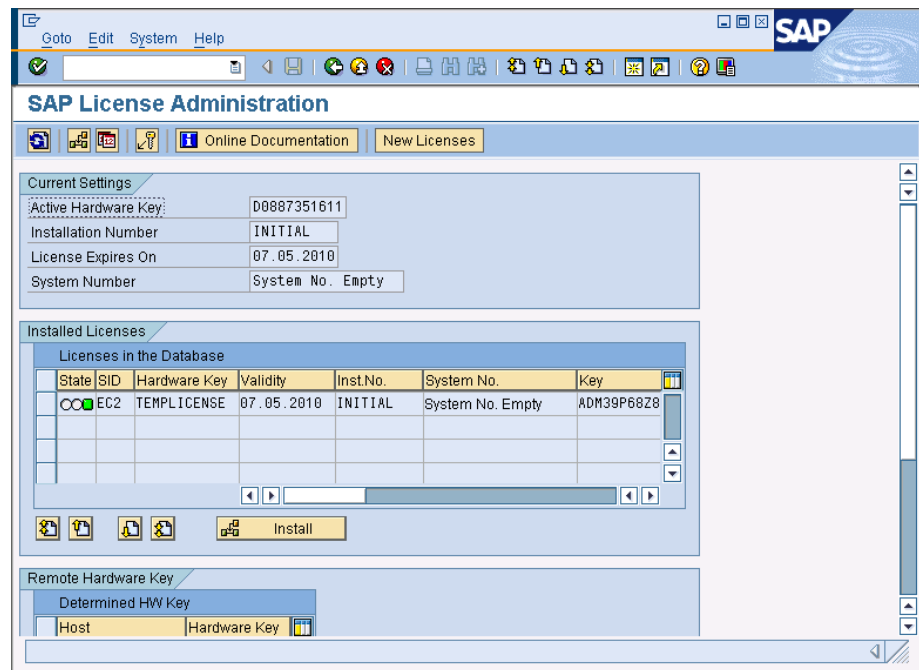 Goto Edit System Help
SAP
SAP License Administration
Online Documentation New Licenses
Current Settings
Active Hardware Key: D0887351611
Installation Number INITIAL
License Expires On 07.05.2010
System Number System No. Empty
Installed Licenses
Licenses in the Database
State SID Hardware Key Validity Inst.No. System No. Key
EC2 TEMPLICENSE 07.05.2010 INITIAL System No. Empty ADM39P68Z8
Install
Remote Hardware Key
Determined HW Key
Host Hardware Key